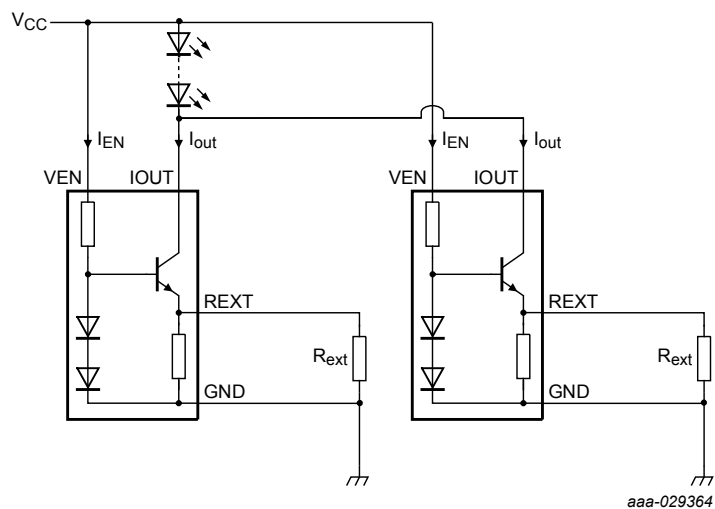 VCC
IEN Iout IEN Iout
VEN IOUT VEN IOUT
REXT REXT
Rext Rext
GND GND
aaa-029364